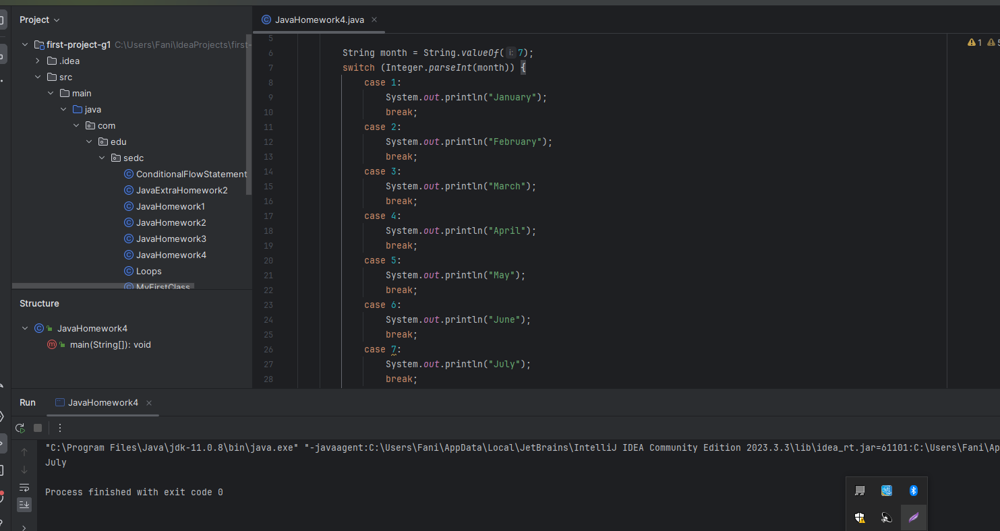 Project
JavaHomework4.java
first-project-g1 C:\Users\Fani\IdeaProjects\first-
.idea
src
main
java
com
edu
sedc
ConditionalFlowStatement
JavaExtraHomework2
JavaHomework1
JavaHomework2
JavaHomework3
JavaHomework4
Loops
MyFirstClass
Structure
JavaHomework4
main(String[]): void
1 5
5
6 String month = String.valueOf( i: 7);
7 switch (Integer.parseInt(month)) {
8 case 1:
9 System.out.println("January");
10 break;
11 case 2:
12 System.out.println("February");
13 break;
14 case 3:
15 System.out.println("March");
16 break;
17 case 4:
18 System.out.println("April");
19 break;
20 case 5:
21 System.out.println("May");
22 break;
23 case 6:
24 System.out.println("June");
25 break;
26 case 7:
27 System.out.println("July");
28 break;
Run JavaHomework4
"C:\Program Files\Java\jdk-11.0.8\bin\java.exe" "-javaagent:C:\Users\Fani\AppData\Local\JetBrains\IntelliJ IDEA Community Edition 2023.3.3\lib\idea_rt.jar=61101:C:\Users\Fani\Ap
July
Process finished with exit code 0